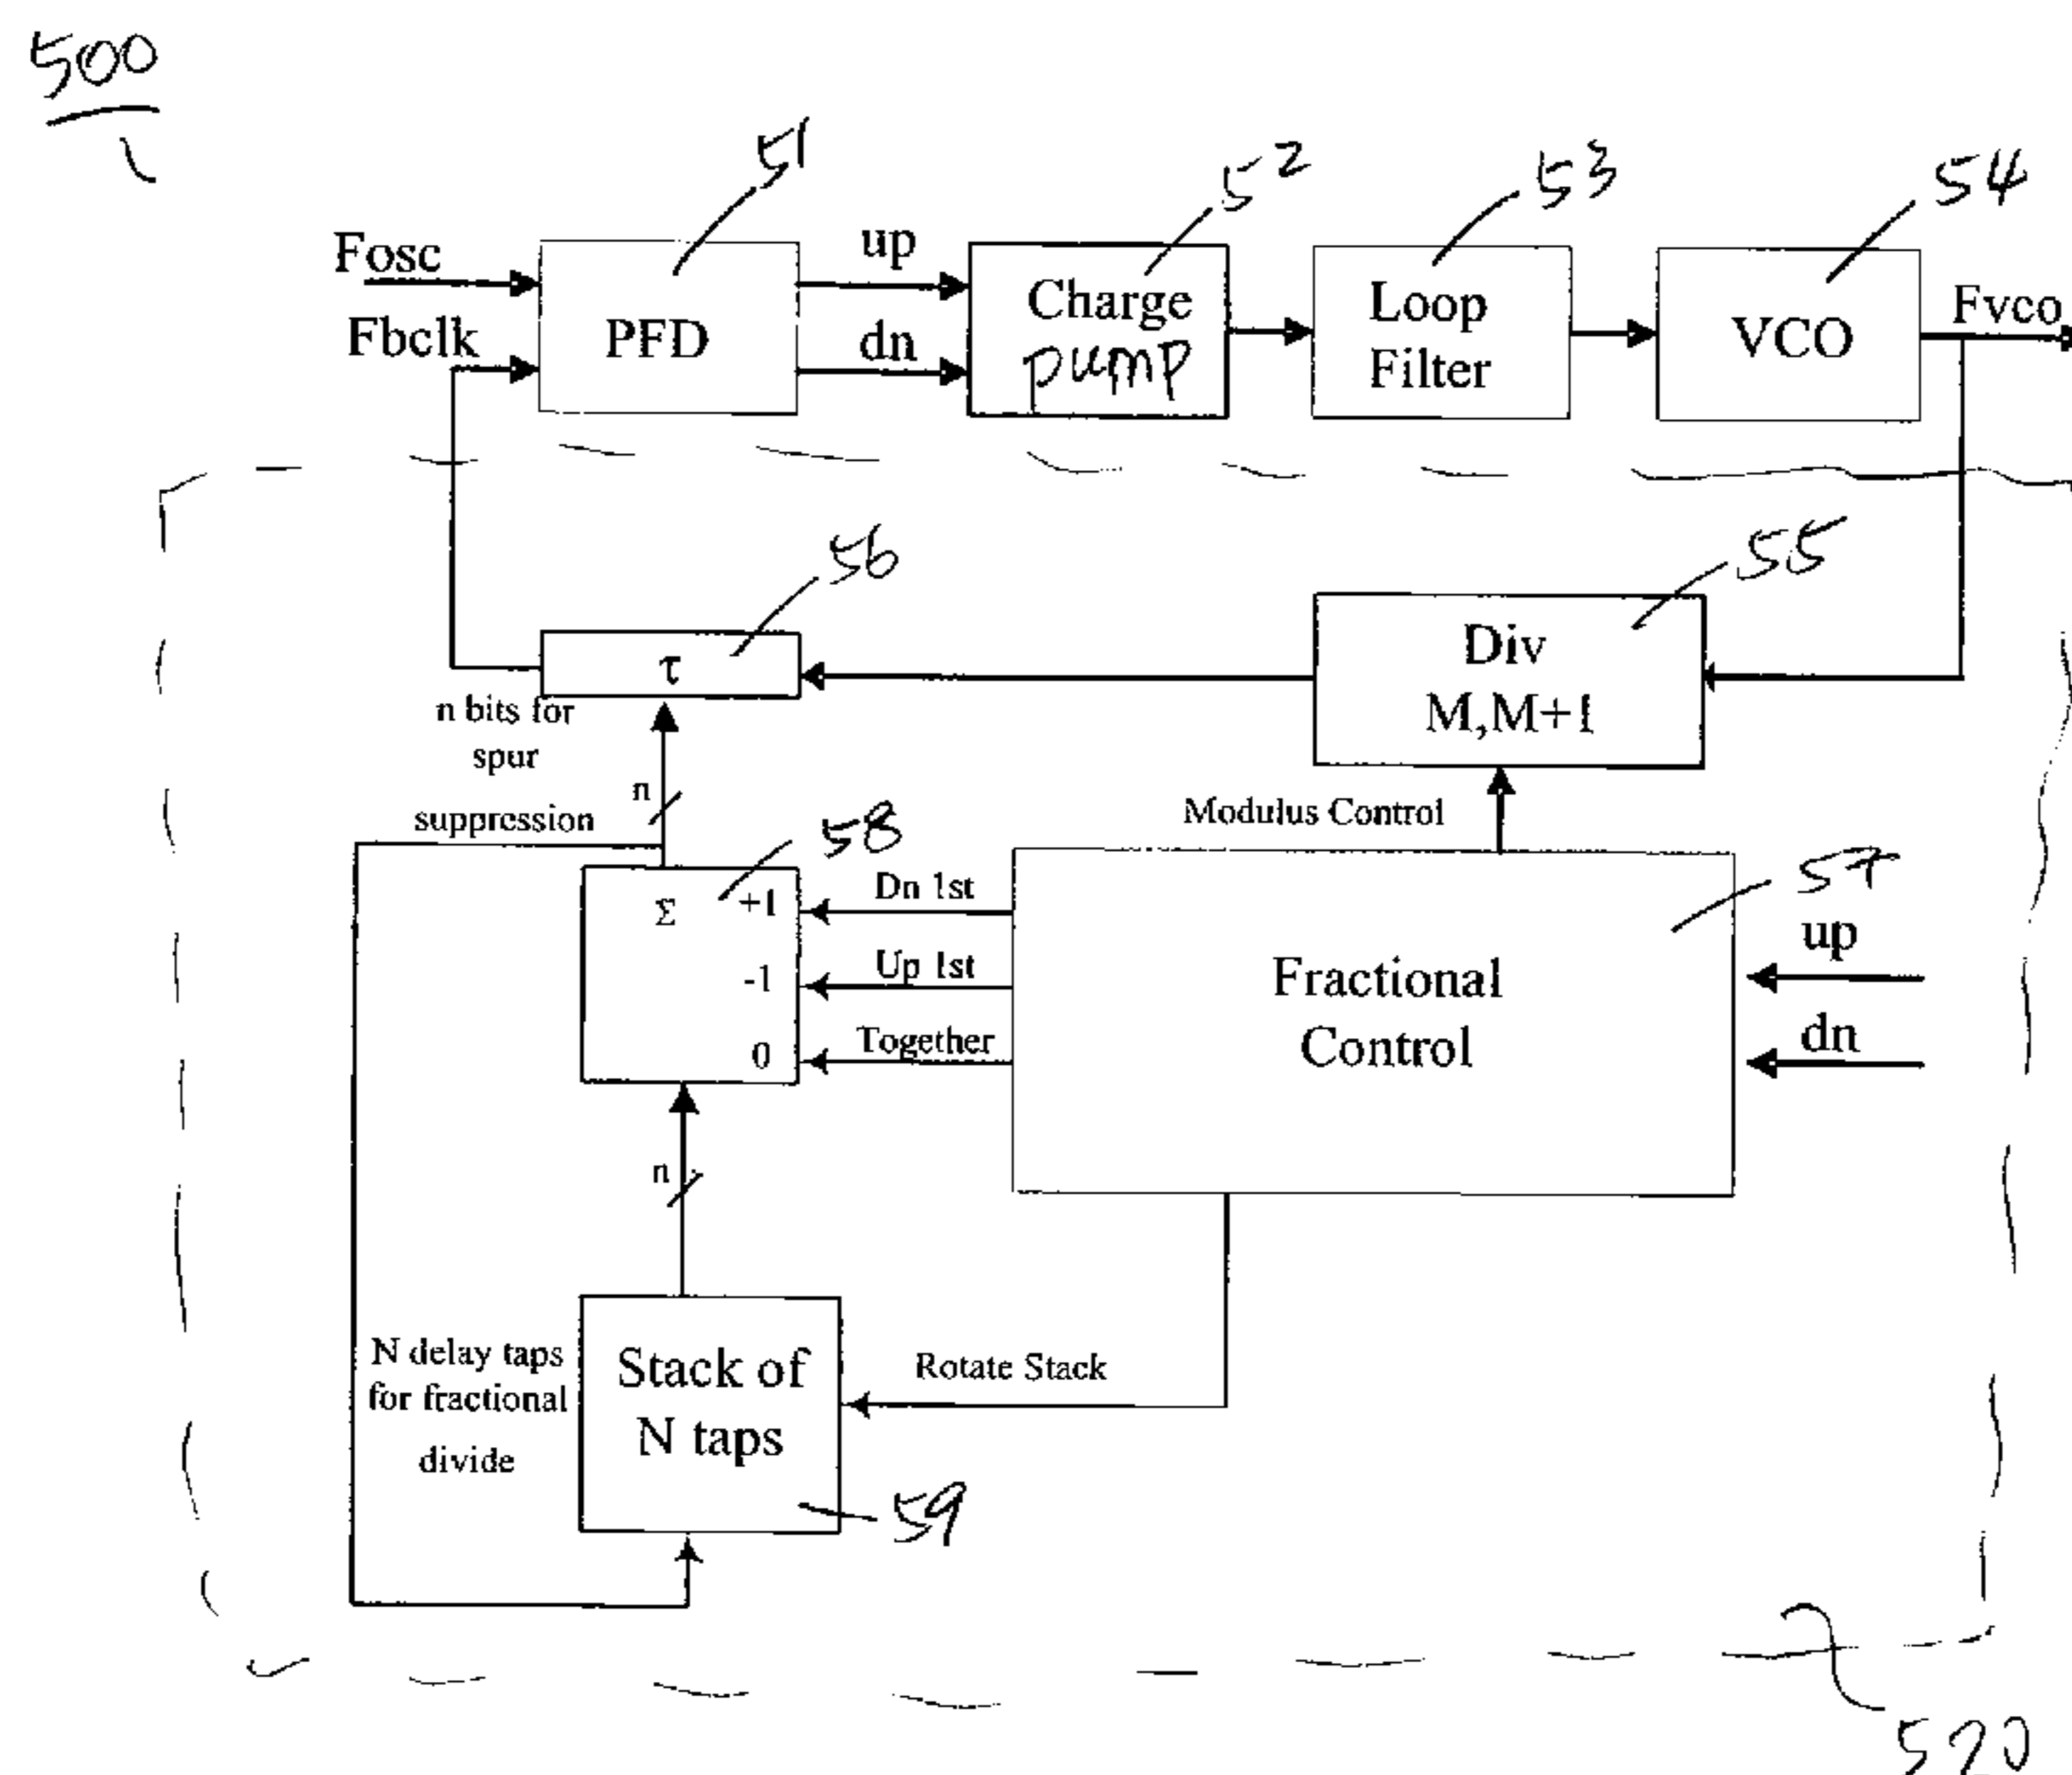 500
51
52
53
54
Fosc
up
Charge
pump
Loop
Filter
Fvco
Fbclk
PFD
dn
VCO
56
55
τ
Div
M,M+1
n bits for
spur
n
suppression
Modulus Control
58
57
Σ
+1
Dn 1st
-1
Up 1st
0
Together
Fractional
Control
up
dn
n
N delay taps
for fractional
divide
Stack of
N taps
Rotate Stack
59
520